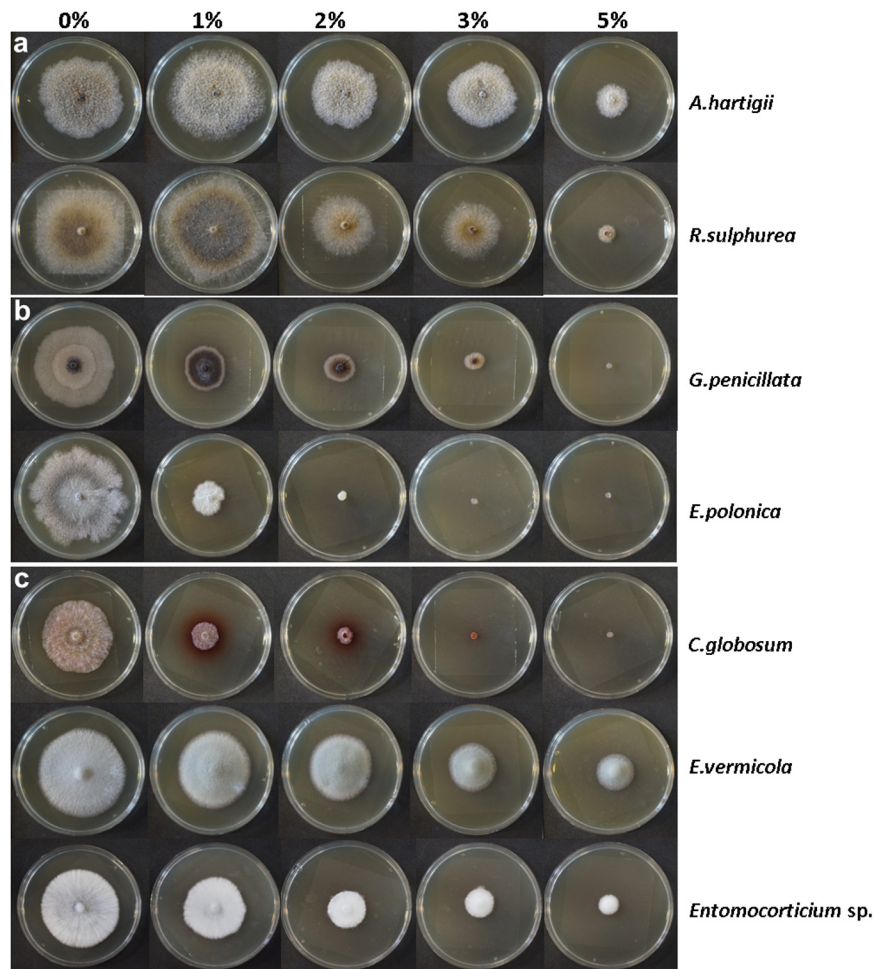 0% 1% 2% 3% 5%
a
A.hartigii
R.sulphurea
b
G.penicillata
E.polonica
c
C.globosum
E.vermicola
Entomocorticium sp.